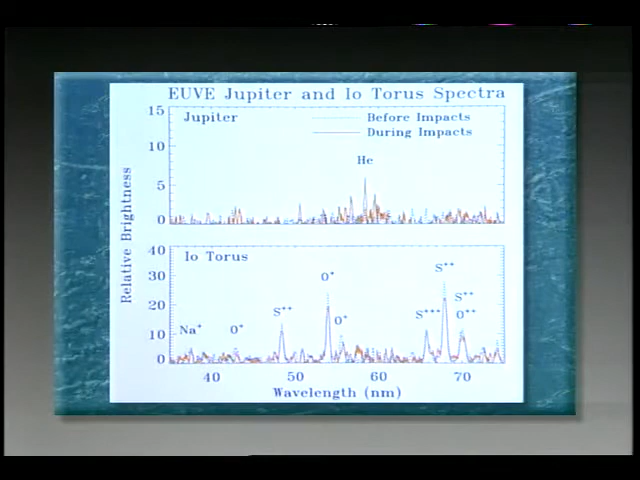 EUVE Jupiter and Io Torus Spectra
Jupiter
Before Impacts
During Impacts
He
15
10
5
0
Relative Brightness
Io Torus
40
30
20
10
0
Na⁺
O⁺
S⁺⁺
O⁺
O⁺
S⁺⁺⁺
S⁺⁺
S⁺⁺
O⁺⁺
40 50 60 70
Wavelength (nm)